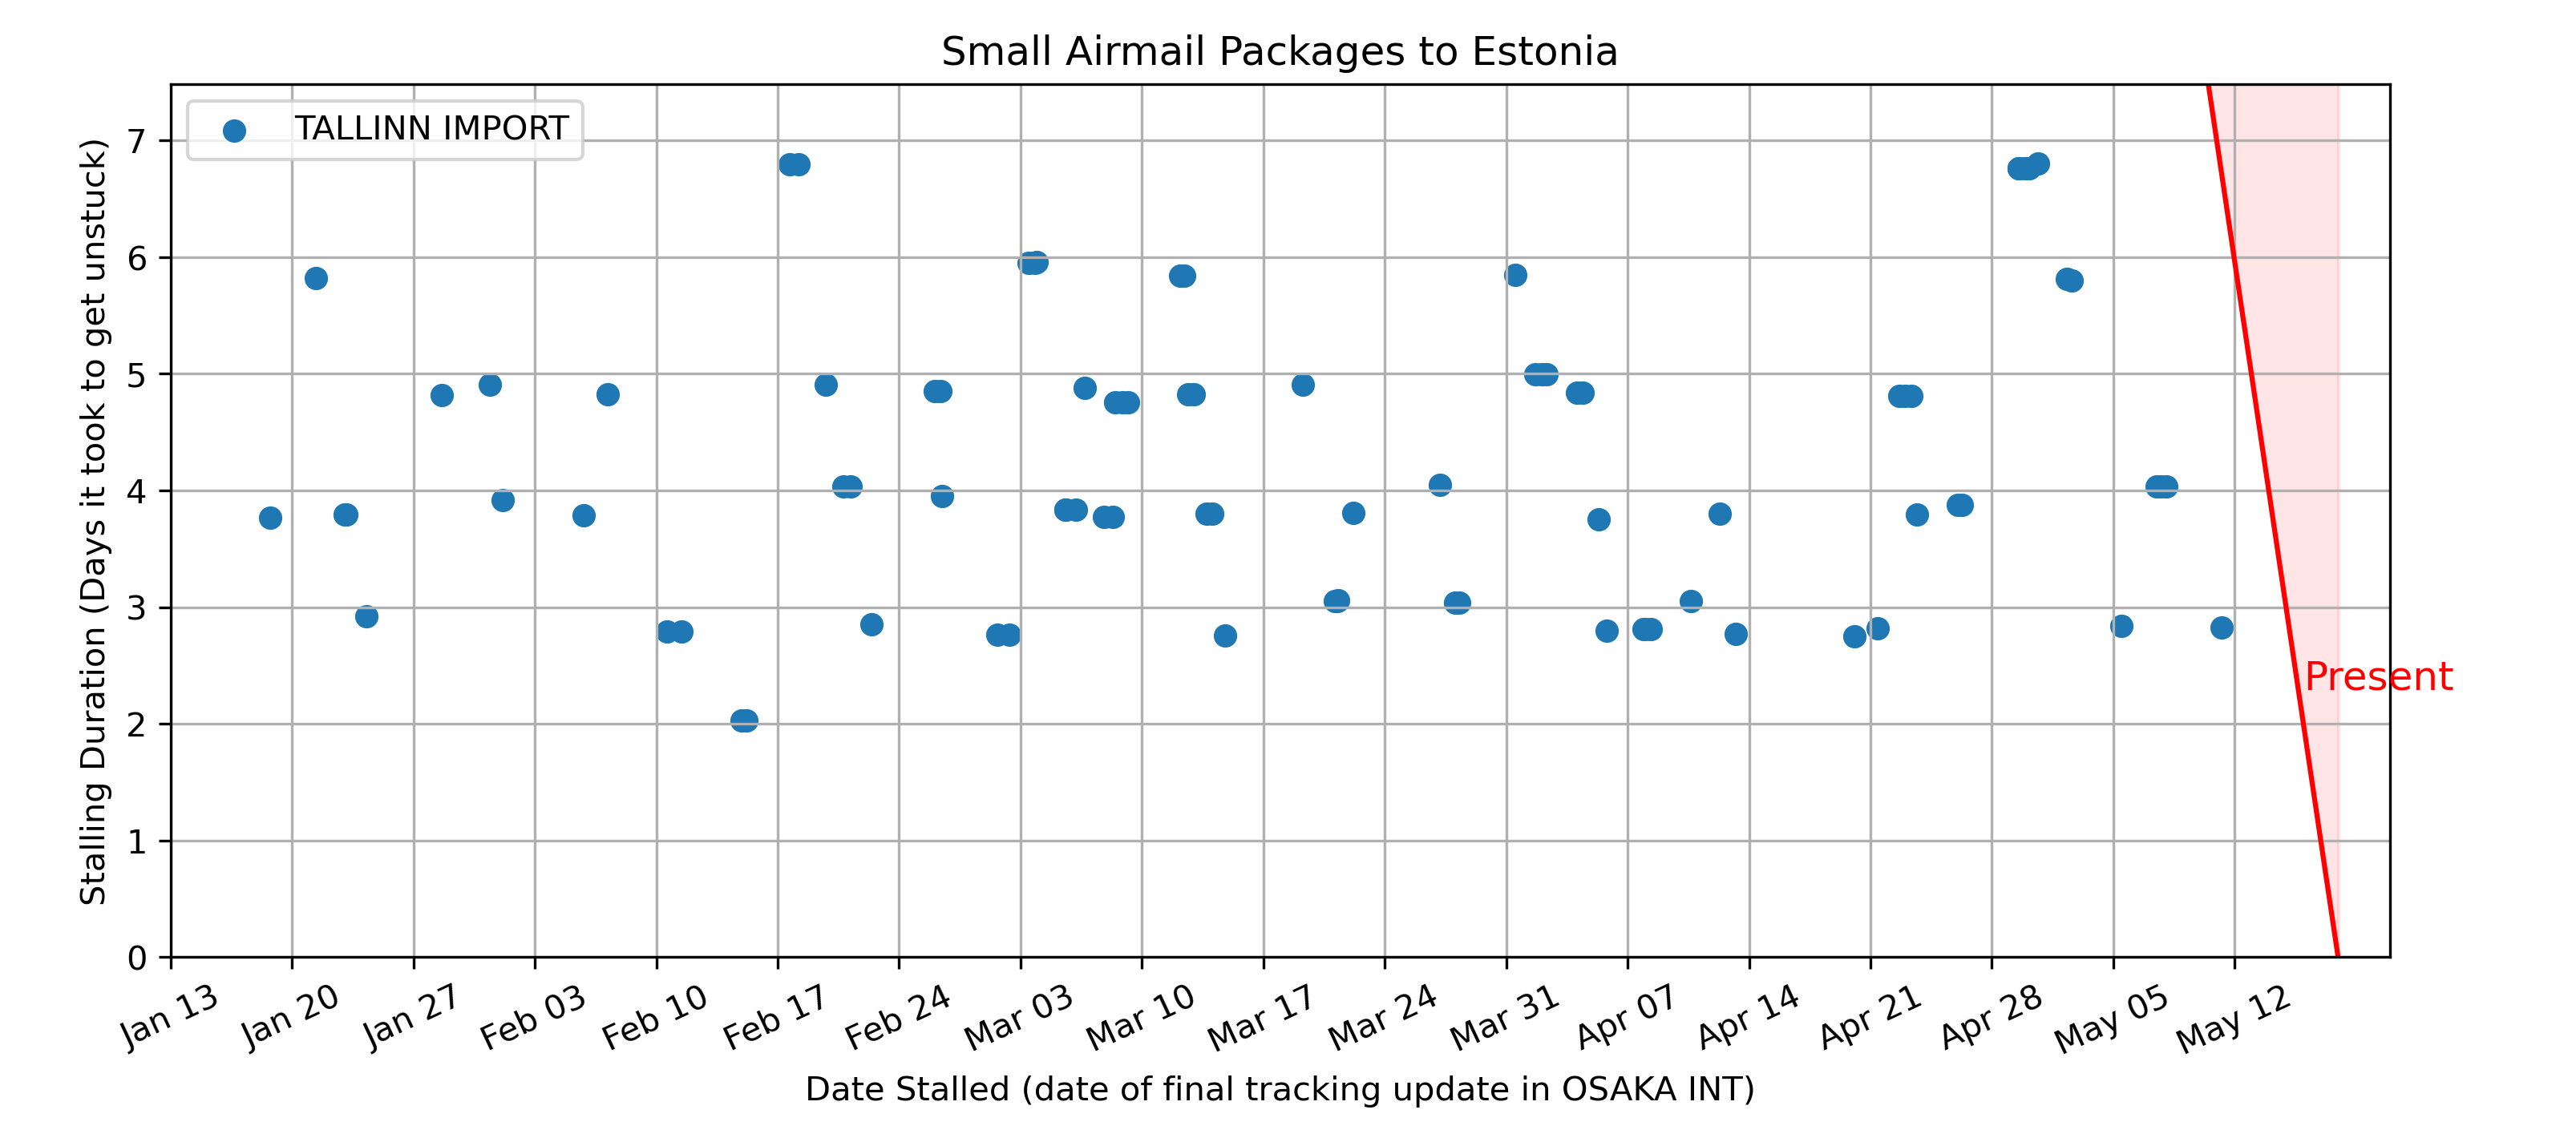 Small Airmail Packages to Estonia
TALLINN IMPORT
Stalling Duration (Days it took to get unstuck)
7
6
5
4
3
2
1
0
Present
Jan 13
Jan 20
Jan 27
Feb 03
Feb 10
Feb 17
Feb 24
Mar 03
Mar 10
Mar 17
Mar 24
Mar 31
Apr 07
Apr 14
Apr 21
Apr 28
May 05
May 12
Date Stalled (date of final tracking update in OSAKA INT)